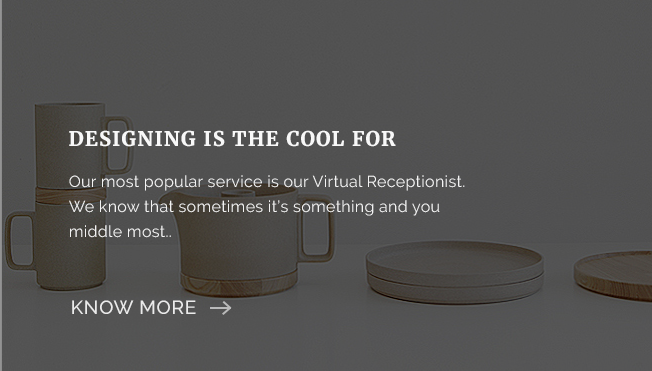 DESIGNING IS THE COOL FOR
Our most popular service is our Virtual Receptionist.
We know that sometimes it's something and you
middle most..
KNOW MORE